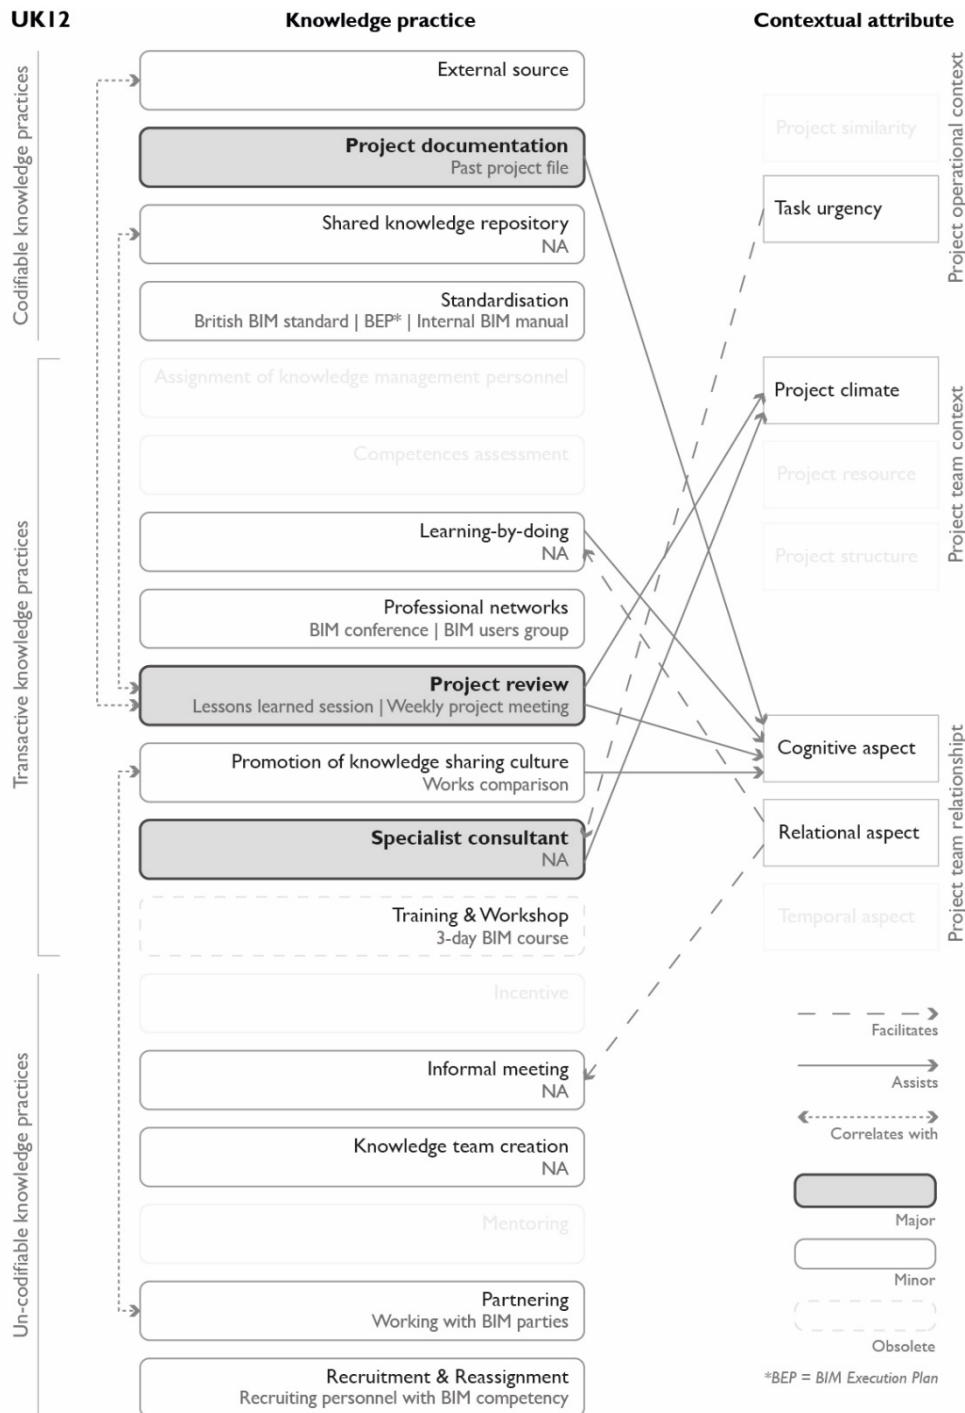 UK12
Knowledge practice
Contextual attribute
Codifiable knowledge practices
External source
Project documentation
Past project file
Shared knowledge repository
NA
Standardisation
British BIM standard | BEP* | Internal BIM manual
Transactive knowledge practices
Assignment of knowledge management personnel
Competences assessment
Learning-by-doing
NA
Professional networks
BIM conference | BIM users group
Project review
Lessons learned session | Weekly project meeting
Promotion of knowledge sharing culture
Works comparison
Specialist consultant
NA
Training & Workshop
3-day BIM course
Un-codifiable knowledge practices
Incentive
Informal meeting
NA
Knowledge team creation
NA
Mentoring
Partnering
Working with BIM parties
Recruitment & Reassignment
Recruiting personnel with BIM competency
Project operational context
Project similarity
Task urgency
Project team context
Project climate
Project resource
Project structure
Project team relationshipt
Cognitive aspect
Relational aspect
Temporal aspect
Facilitates
Assists
Correlates with
Major
Minor
Obsolete
*BEP = BIM Execution Plan